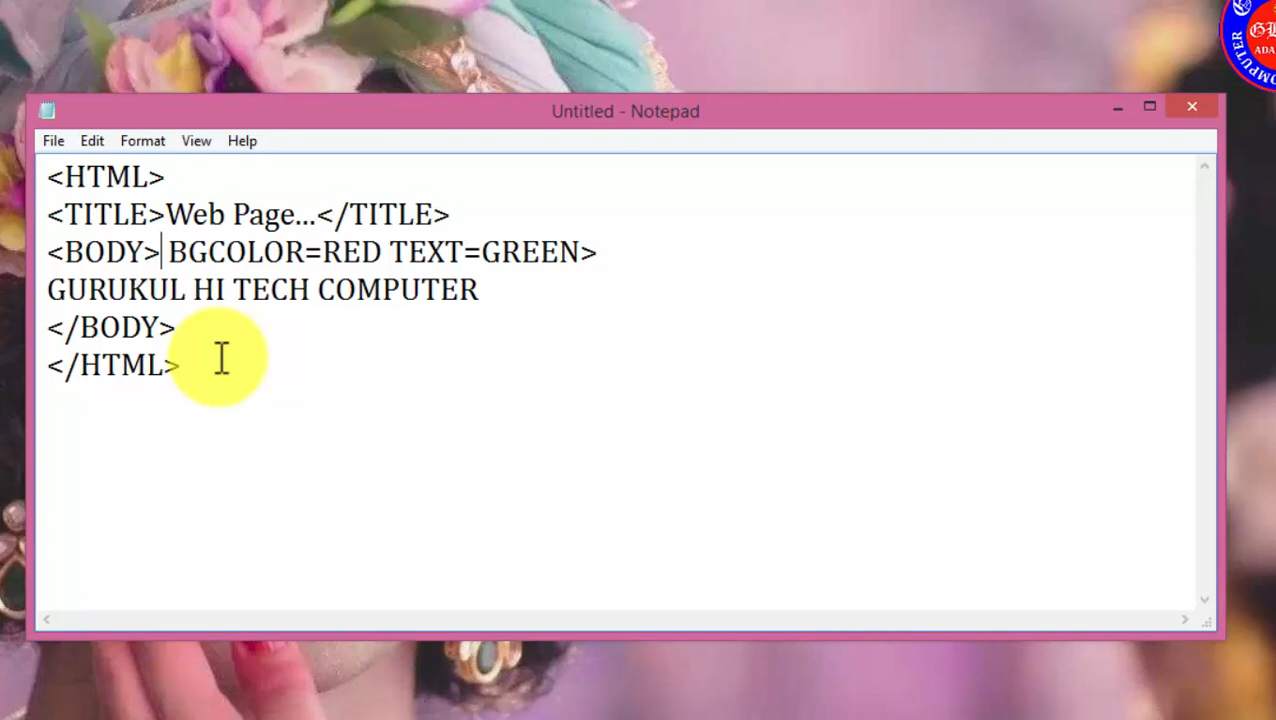 Untitled - Notepad
File Edit Format View Help
<HTML>
<TITLE>Web Page...</TITLE>
<BODY> BGCOLOR=RED TEXT=GREEN>
GURUKUL HI TECH COMPUTER
</BODY>
</HTML>